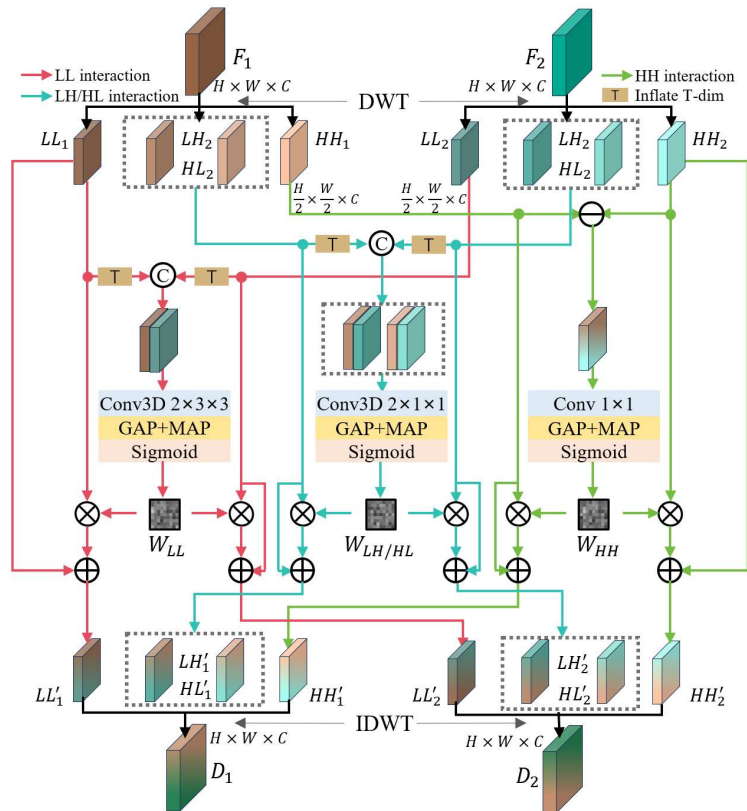 F₁
F₂
LL interaction
LH/HL interaction
H × W × C
DWT
H × W × C
HH interaction
T Inflate T-dim
LL₁
LH₂
HL₂
HH₁
LL₂
LH₂
HL₂
HH₂
H/2 × W/2 × C
H/2 × W/2 × C
T C T
T C T
Conv3D 2×3×3
GAP+MAP
Sigmoid
Conv3D 2×1×1
GAP+MAP
Sigmoid
Conv 1×1
GAP+MAP
Sigmoid
W_LL
W_LH/HL
W_HH
LL′₁
LH′₁
HL′₁
HH′₁
LL′₂
LH′₂
HL′₂
HH′₂
H × W × C
IDWT
H × W × C
D₁
D₂